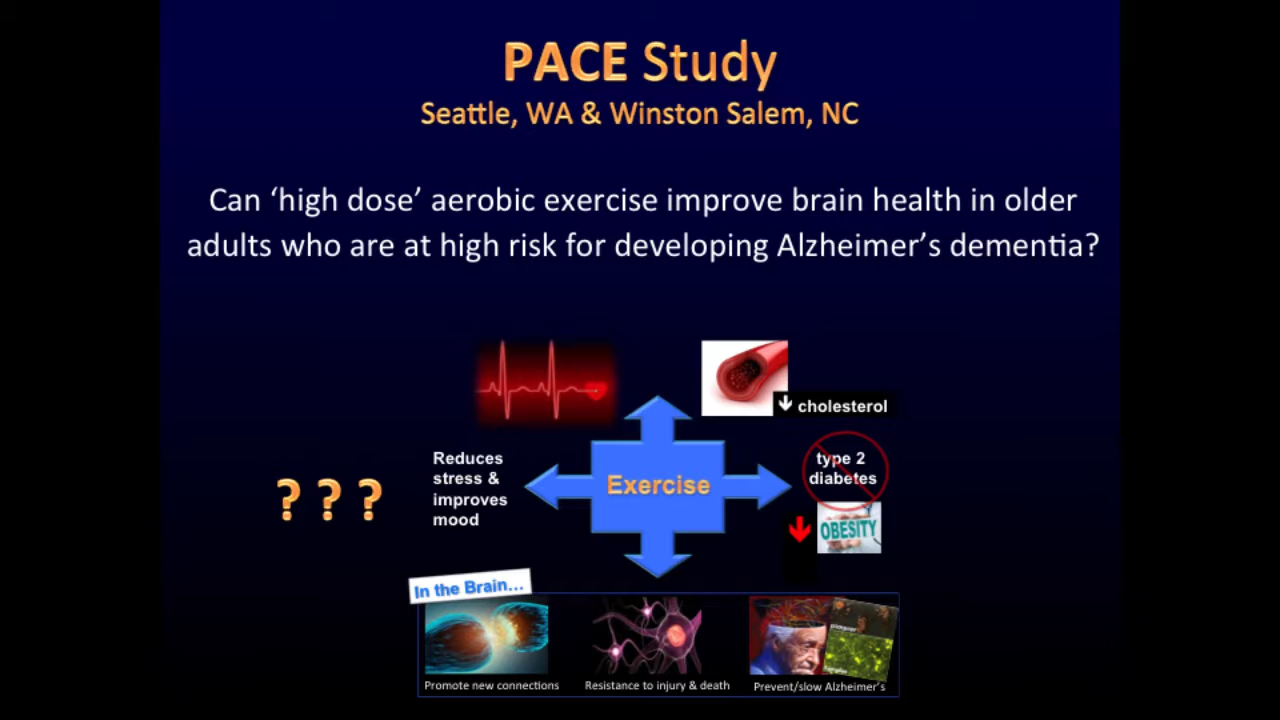 PACE Study
Seattle, WA & Winston Salem, NC
Can ‘high dose’ aerobic exercise improve brain health in older
adults who are at high risk for developing Alzheimer’s dementia?
↓ cholesterol
Reduces
stress &
improves
mood
Exercise
type 2
diabetes
OBESITY
? ? ?
In the Brain...
Promote new connections
Resistance to injury & death
Prevent/slow Alzheimer's